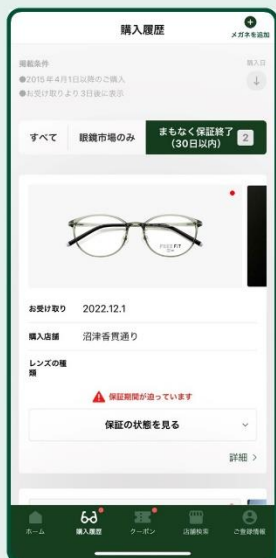 購入履歴
メガネを追加
掲載条件
購入日
●2015年4月1日以降のご購入
●お受け取りより3日後に表示
すべて
眼鏡市場のみ
まもなく保証終了
(30日以内)
2
FREE FiT
お受け取り 2022.12.1
購入店舗 沼津香貫通り
レンズの種
類
保証期間が迫っています
保証の状態を見る
詳細
ホーム
購入履歴
クーポン
店舗検索
ご登録情報